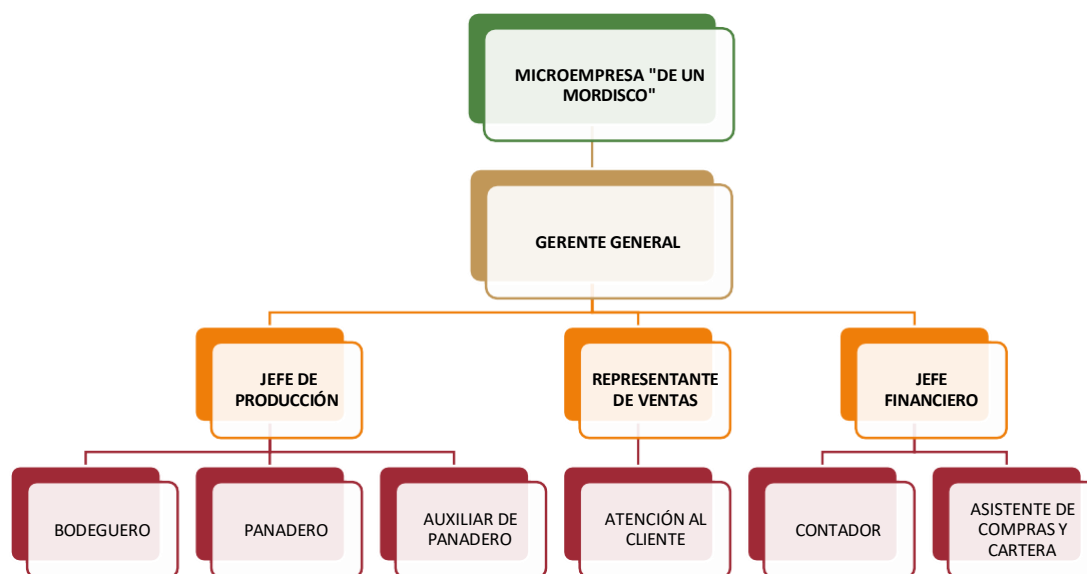 MICROEMPRESA "DE UN
MORDISCO"
GERENTE GENERAL
JEFE DE
PRODUCCIÓN
REPRESENTANTE
DE VENTAS
JEFE
FINANCIERO
BODEGUERO
PANADERO
AUXILIAR DE
PANADERO
ATENCIÓN AL
CLIENTE
CONTADOR
ASISTENTE DE
COMPRAS Y
CARTERA